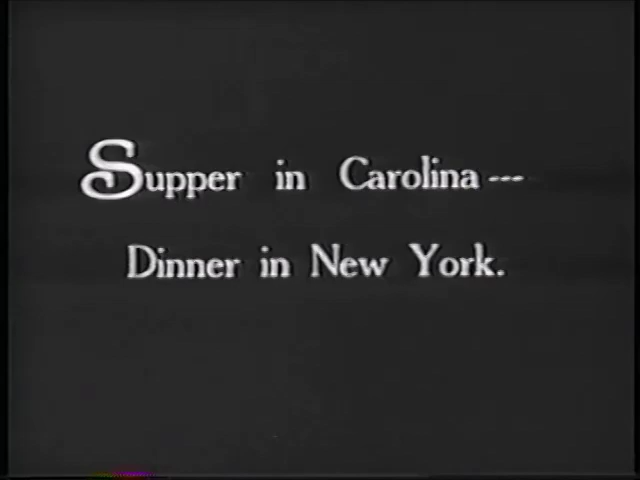 Supper in Carolina ---
Dinner in New York.